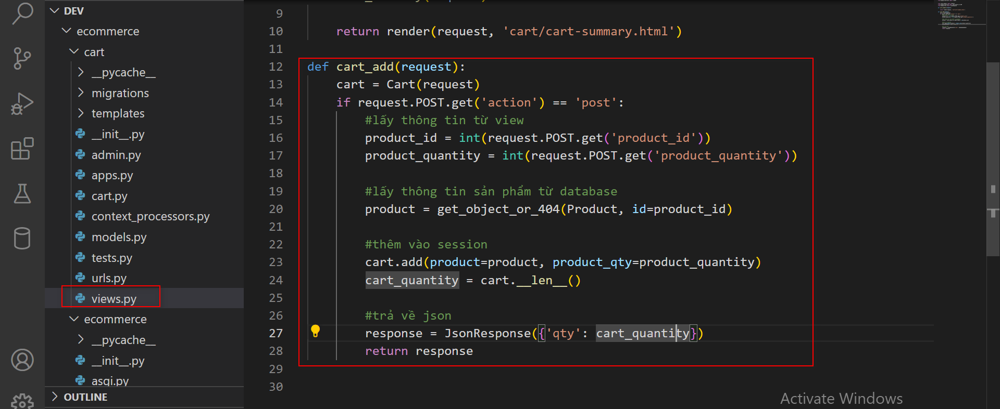 DEV
ecommerce
cart
__pycache__
migrations
templates
__init__.py
admin.py
apps.py
cart.py
context_processors.py
models.py
tests.py
urls.py
views.py
ecommerce
__pycache__
__init__.py
asgi.py
OUTLINE
9
10 return render(request, 'cart/cart-summary.html')
11
12 def cart_add(request):
13 cart = Cart(request)
14 if request.POST.get('action') == 'post':
15 #lấy thông tin từ view
16 product_id = int(request.POST.get('product_id'))
17 product_quantity = int(request.POST.get('product_quantity'))
18
19 #lấy thông tin sản phẩm từ database
20 product = get_object_or_404(Product, id=product_id)
21
22 #thêm vào session
23 cart.add(product=product, product_qty=product_quantity)
24 cart_quantity = cart.__len__()
25
26 #trả về json
27 response = JsonResponse({'qty': cart_quantity})
28 return response
29
30
Activate Windows